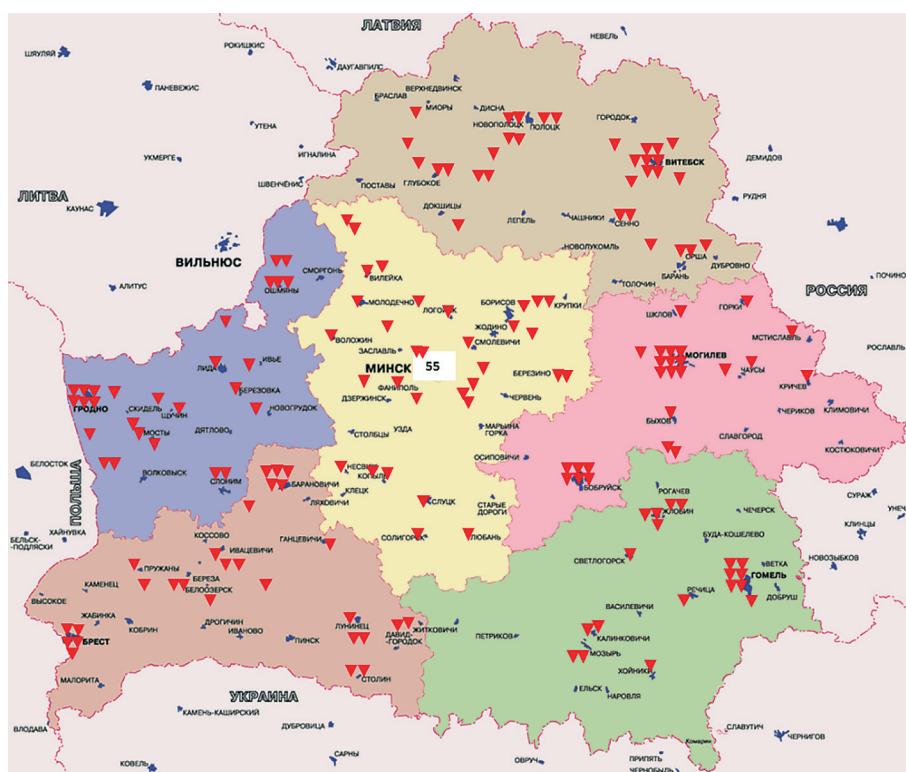 ЛАТВИЯ
НЕВЕЛЬ
РОКИШКИС
ШЯУЛЯЙ
ДАУГАВПИЛС
ПАНЕВЕЖИС
ВЕРХНЕДВИНСК
БРАСЛАВ
МИОРЫ
ДИСНА
УТЕНА
НОВОПОЛОЦК
ПОЛОЦК
ГОРОДОК
УКМЕРГЕ
ИГНАЛИНА
ВИТЕБСК
ДЕМИДОВ
ШВЕНЧЁНИС
ПОСТАВЫ
ГЛУБОКОЕ
ЛИТВА
КАУНАС
РУДНЯ
ДОКШИЦЫ
ЛЕПЕЛЬ
ЧАШНИКИ
СЕННО
НОВОЛУКОМЛЬ
ВИЛЬНЮС
ОРША
ДУБРОВНО
БАРАНЬ
ТОЛОЧИН
СМОРГОНЬ
ВИЛЕЙКА
ПОЧИНО
АЛИТУС
ОШМЯНЫ
РОССИЯ
МОЛОДЕЧНО
ЛОГОЙСК
БОРИСОВ
КРУПКИ
ШКЛОВ
ГОРКИ
ЖОДИНО
СМОЛЕВИЧИ
МСТИСЛАВЛЬ
ВОЛОЖИН
ЗАСЛАВЛЬ
РОСЛАВЛЬ
МОГИЛЕВ
ИВЬЕ
ЛИДА
МИНСК
55
БЕРЕЗИНО
ЧАУСЫ
КРИЧЕВ
ФАНИПОЛЬ
БЕРЕЗОВКА
ДЗЕРЖИНСК
ЧЕРВЕНЬ
ГРОДНО
СКИДЕЛЬ
ЩУЧИН
НОВОГРУДОК
ЧЕРИКОВ
КЛИМОВИЧИ
БЫХОВ
МОСТЫ
ДЯТЛОВО
СТОЛБЦЫ
УЗДА
МАРЬИНА
ГОРКА
СЛАВГОРОД
КОСТЮКОВИЧИ
ОСИПОВИЧИ
БЕЛОСТОК
ПОЛЬША
ВОЛКОВЫСК
СЛОНИМ
НЕСВИЖ
КОПЫЛЬ
БАРАНОВИЧИ
КЛЕЦК
БОБРУЙСК
РОГАЧЕВ
СУРАЖ
ЛЯХОВИЧИ
СЛУЦК
СТАРЫЕ
ДОРОГИ
ЖЛОБИН
ЧЕЧЕРСК
УНЕЧ
ХАЙНУВКА
БЕЛЬСК-
ПОДЛЯСКИ
КОССОВО
ГАНЦЕВИЧИ
СОЛИГОРСК
ЛЮБАНЬ
БУДА-КОШЕЛЕВО
КЛИНЦЫ
ИВАЦЕВИЧИ
СВЕТЛОГОРСК
НОВОЗЫБКОВ
ПРУЖАНЫ
ВЕТКА
КАМЕНЕЦ
БЕРЕЗА
БЕЛООЗЕРСК
ГОМЕЛЬ
ВЫСОКОЕ
РЕЧИЦА
ДОБРУШ
ЖАБИНКА
ВАСИЛЕВИЧИ
КОБРИН
ДРОГИЧИН
ИВАНОВО
ЛУНИНЕЦ
ЖИТКОВИЧИ
ПЕТРИКОВ
КАЛИНКОВИЧИ
БРЕСТ
ПИНСК
ДАВИД-
ГОРОДОК
МОЗЫРЬ
ХОЙНИКИ
МАЛОРИТА
СТОЛИН
ЕЛЬСК
НАРОВЛЯ
УКРАИНА
КАМЕНЬ-КАШИРСКИЙ
ВЛОДАВА
ДУБРОВИЦА
СЛАВУТИЧ
ЧЕРНИГОВ
Комарин
КОВЕЛЬ
САРНЫ
ОВРУЧ
ПРИПЯТЬ
ЧЕРНОБЫЛЬ